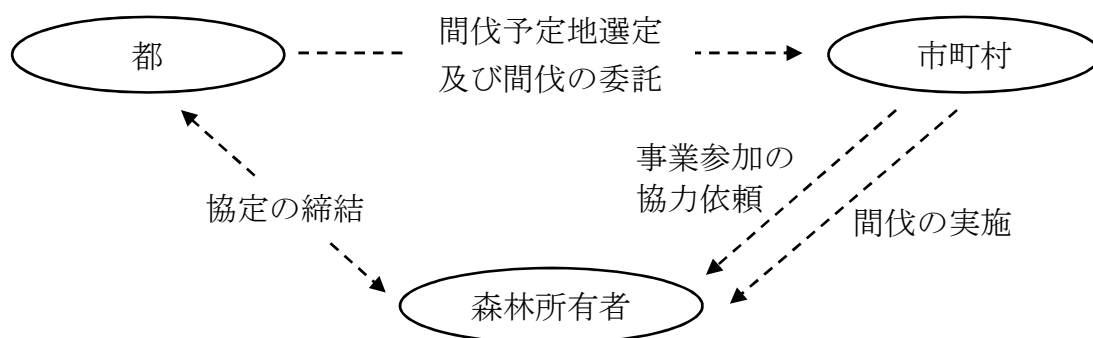 都
間伐予定地選定
及び間伐の委託
市町村
事業参加の
協力依頼
協定の締結
間伐の実施
森林所有者